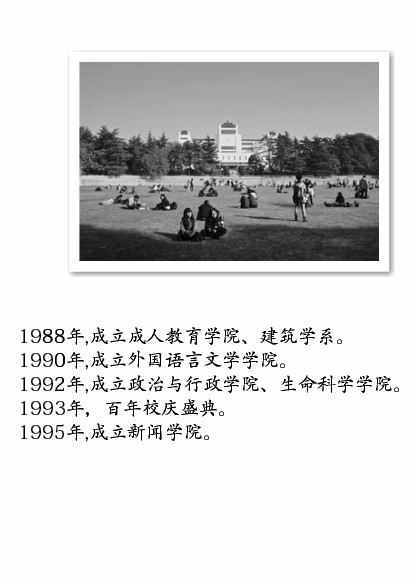 1988年,成立成人教育学院、建筑学系。
1990年,成立外国语言文学学院。
1992年,成立政治与行政学院、生命科学学院。
1993年，百年校庆盛典。
1995年,成立新闻学院。